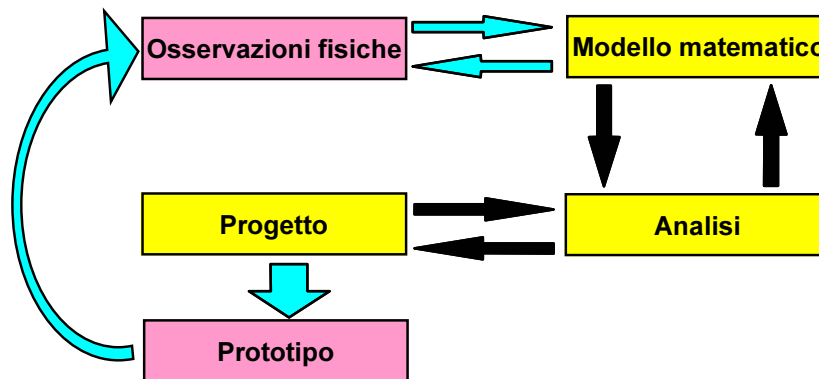 Osservazioni fisiche
Modello matematico
Progetto
Analisi
Prototipo